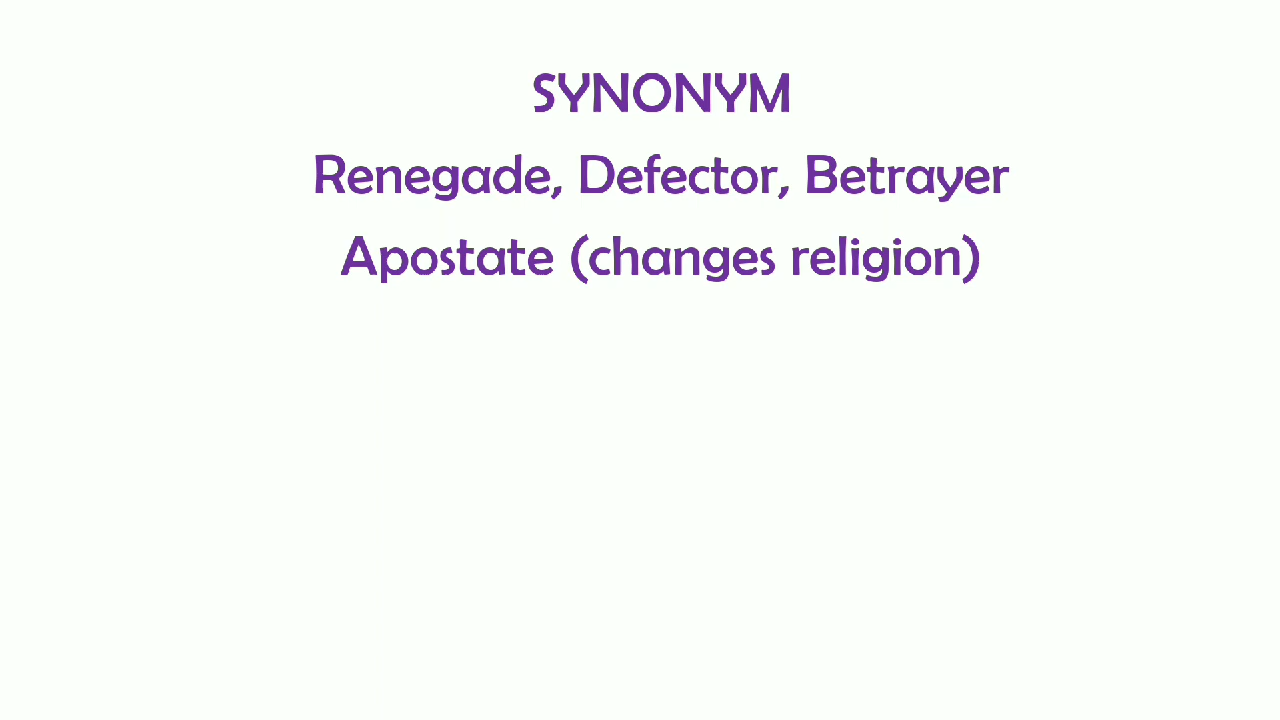 SYNONYM
Renegade, Defector, Betrayer
Apostate (changes religion)